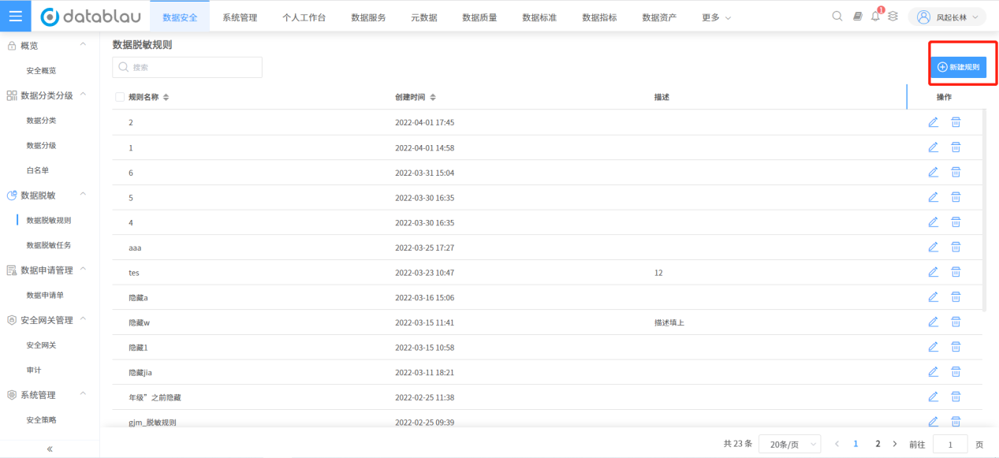 datablau 数据安全 系统管理 个人工作台 数据服务 元数据 数据质量 数据标准 数据指标 数据资产 更多 1 风起长林
概览
安全概览
数据分类分级
数据分类
数据分级
白名单
数据脱敏
数据脱敏规则
数据脱敏任务
数据申请管理
数据申请单
安全网关管理
安全网关
审计
系统管理
安全策略
«
数据脱敏规则
搜索
新建规则
规则名称 创建时间 描述 操作
2 2022-04-01 17:45
1 2022-04-01 14:58
6 2022-03-31 15:04
5 2022-03-30 16:35
4 2022-03-30 16:35
aaa 2022-03-25 17:27
tes 2022-03-23 10:47 12
隐藏a 2022-03-16 15:06
隐藏w 2022-03-15 11:41 描述填上
隐藏1 2022-03-15 10:58
隐藏jia 2022-03-11 18:21
年级”之前隐藏 2022-02-25 11:38
gjm_脱敏规则 2022-02-25 09:39
共 23 条 20条/页 < 1 2 > 前往 1 页